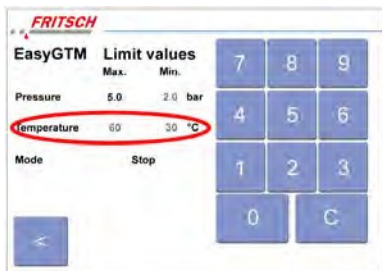 FRITSCH
EasyGTM Limit values
Max. Min.
Pressure 5.0 2.0 bar
Temperature 60 30 °C
Mode Stop
7 8 9
4 5 6
1 2 3
0 C
<